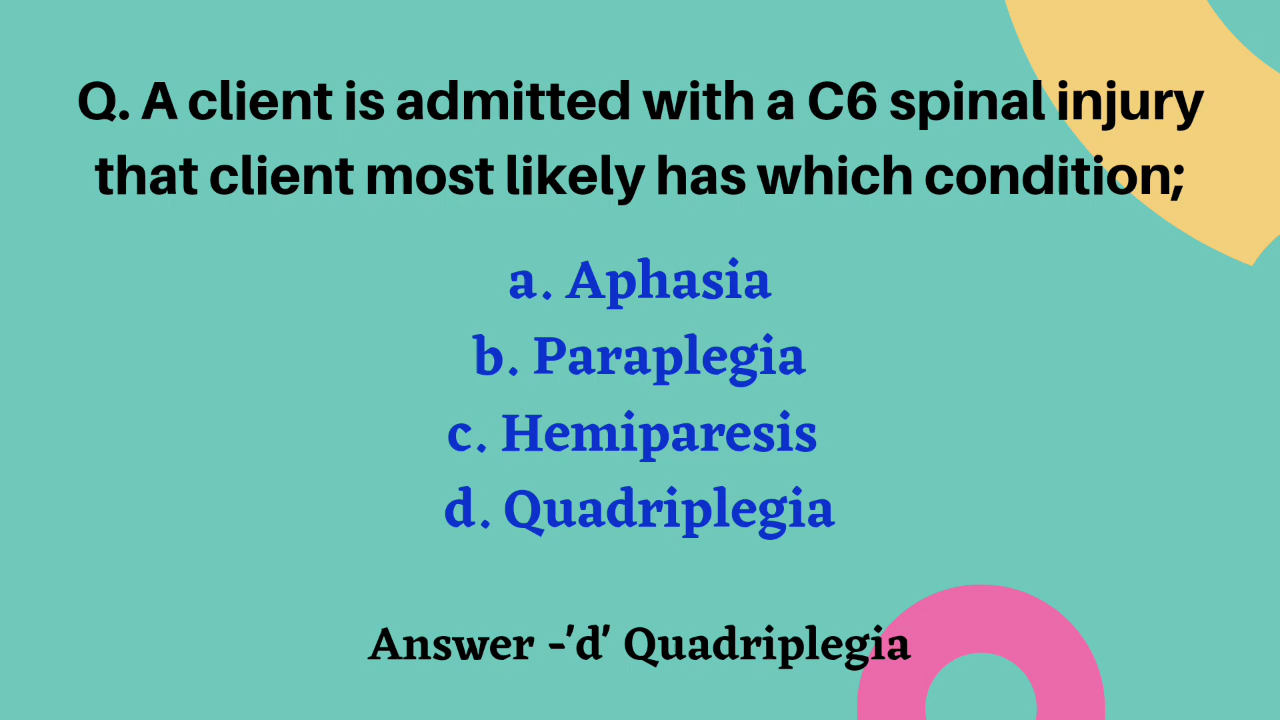 Q. A client is admitted with a C6 spinal injury
that client most likely has which condition;
a. Aphasia
b. Paraplegia
c. Hemiparesis
d. Quadriplegia
Answer -'d' Quadriplegia